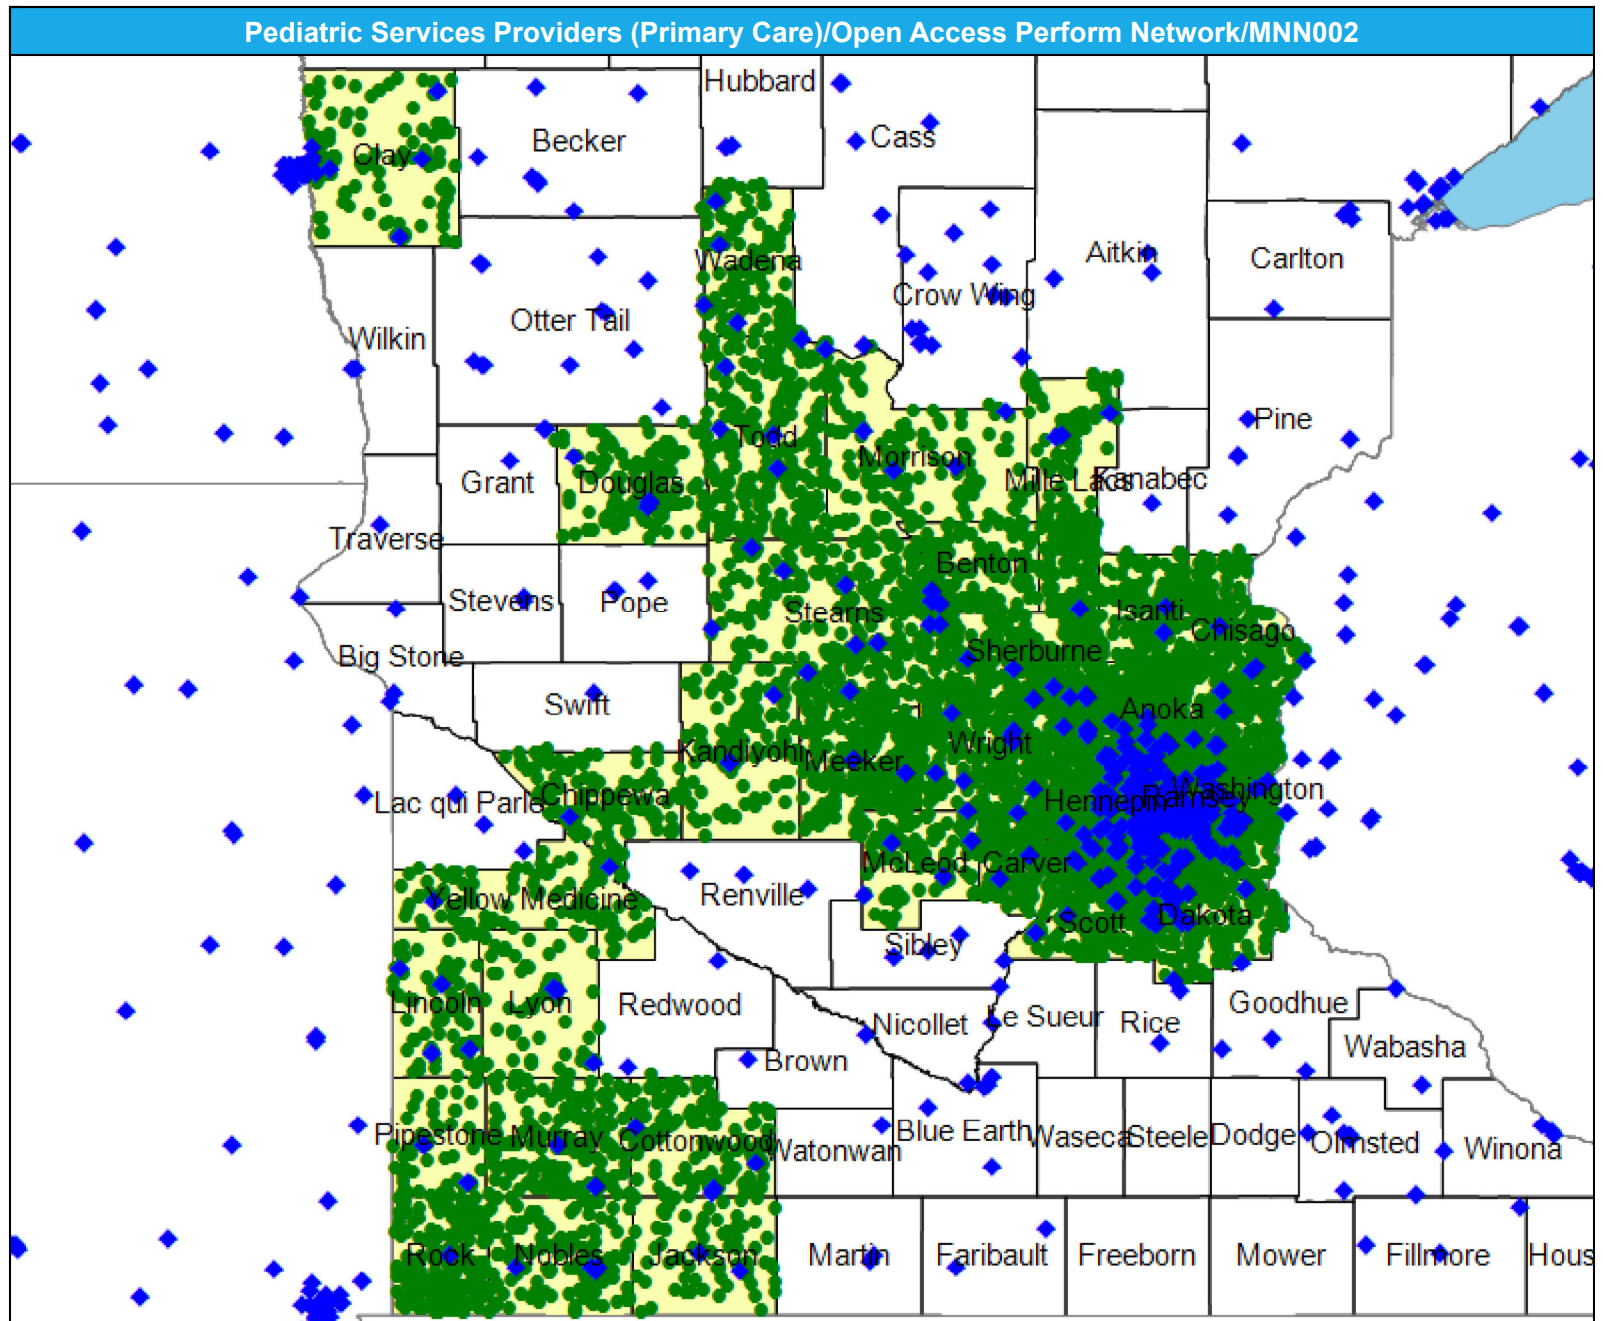 Pediatric Services Providers (Primary Care)/Open Access Perform Network/MNN002
Hubbard
Becker
Cass
Clay
Wadena
Aitkin
Carlton
Crow Wing
Otter Tail
Wilkin
Pine
Todd
Morrison
Grant
Douglas
Mille Lacs
Kanabec
Traverse
Benton
Stevens
Pope
Stearns
Isanti
Chisago
Big Stone
Sherburne
Swift
Anoka
Kandiyohi
Meeker
Wright
Lac qui Parle
Chippewa
Hennepin
Ramsey
Washington
McLeod
Carver
Yellow Medicine
Renville
Scott
Dakota
Sibley
Lincoln
Lyon
Redwood
Nicollet
Le Sueur
Rice
Goodhue
Brown
Wabasha
Pipestone
Murray
Cottonwood
Watonwan
Blue Earth
Waseca
Steele
Dodge
Olmsted
Winona
Rock
Nobles
Jackson
Martin
Faribault
Freeborn
Mower
Fillmore
Hous